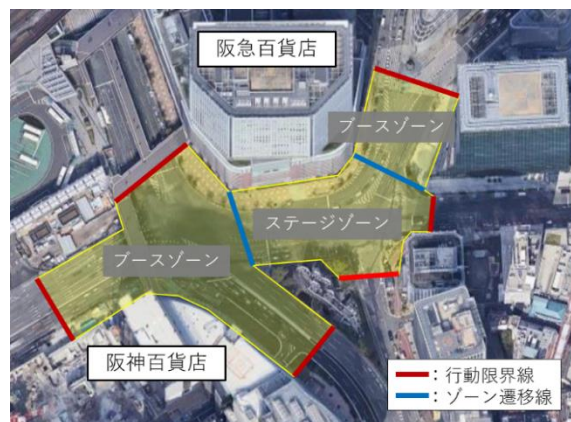 阪急百貨店
ブースゾーン
ステージゾーン
ブースゾーン
阪神百貨店
：行動限界線
：ゾーン遷移線